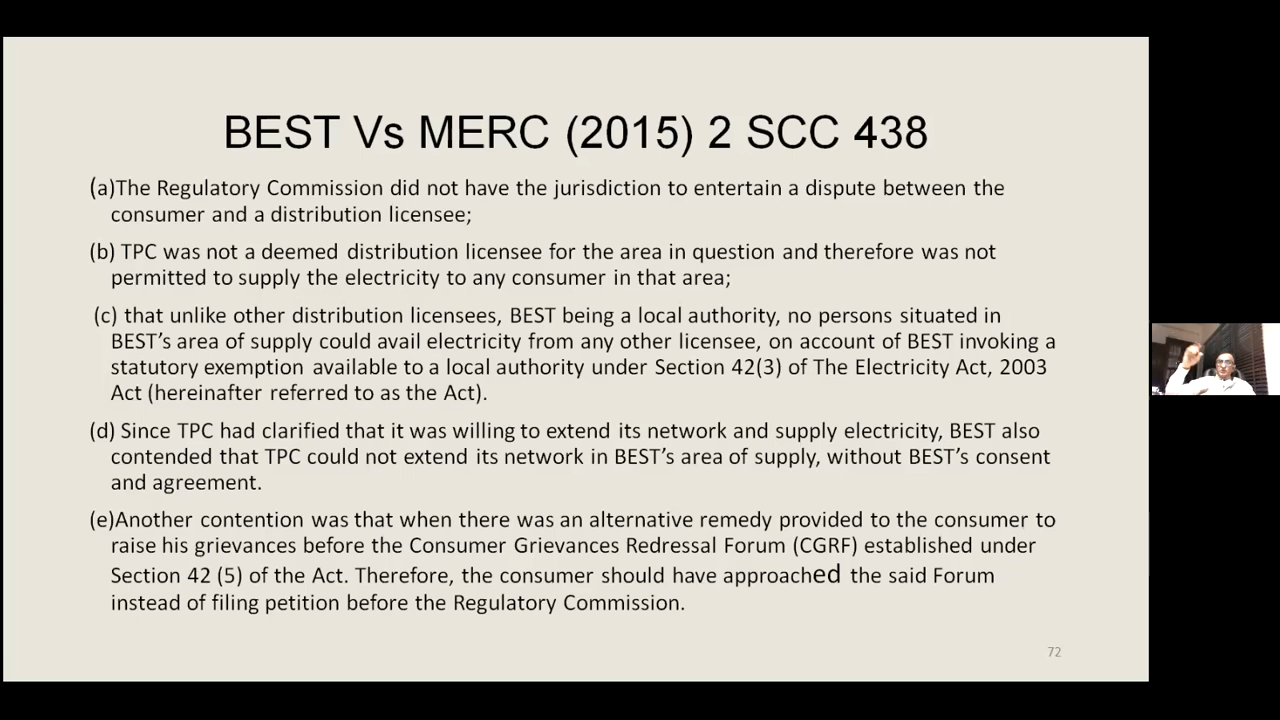 BEST Vs MERC (2015) 2 SCC 438
(a)The Regulatory Commission did not have the jurisdiction to entertain a dispute between the
consumer and a distribution licensee;
(b) TPC was not a deemed distribution licensee for the area in question and therefore was not
permitted to supply the electricity to any consumer in that area;
(c) that unlike other distribution licensees, BEST being a local authority, no persons situated in
BEST’s area of supply could avail electricity from any other licensee, on account of BEST invoking a
statutory exemption available to a local authority under Section 42(3) of The Electricity Act, 2003
Act (hereinafter referred to as the Act).
(d) Since TPC had clarified that it was willing to extend its network and supply electricity, BEST also
contended that TPC could not extend its network in BEST’s area of supply, without BEST’s consent
and agreement.
(e)Another contention was that when there was an alternative remedy provided to the consumer to
raise his grievances before the Consumer Grievances Redressal Forum (CGRF) established under
Section 42 (5) of the Act. Therefore, the consumer should have approached the said Forum
instead of filing petition before the Regulatory Commission.
72